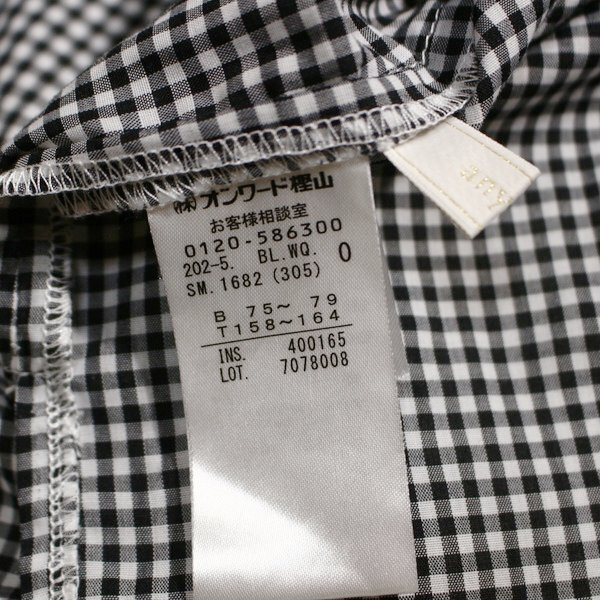 (株)オンワード樫山
お客様相談室
0120-586300
202-5. BL.WQ. 0
SM.1682 (305)
B 75～ 79
T158～164
INS. 400165
LOT. 7078008